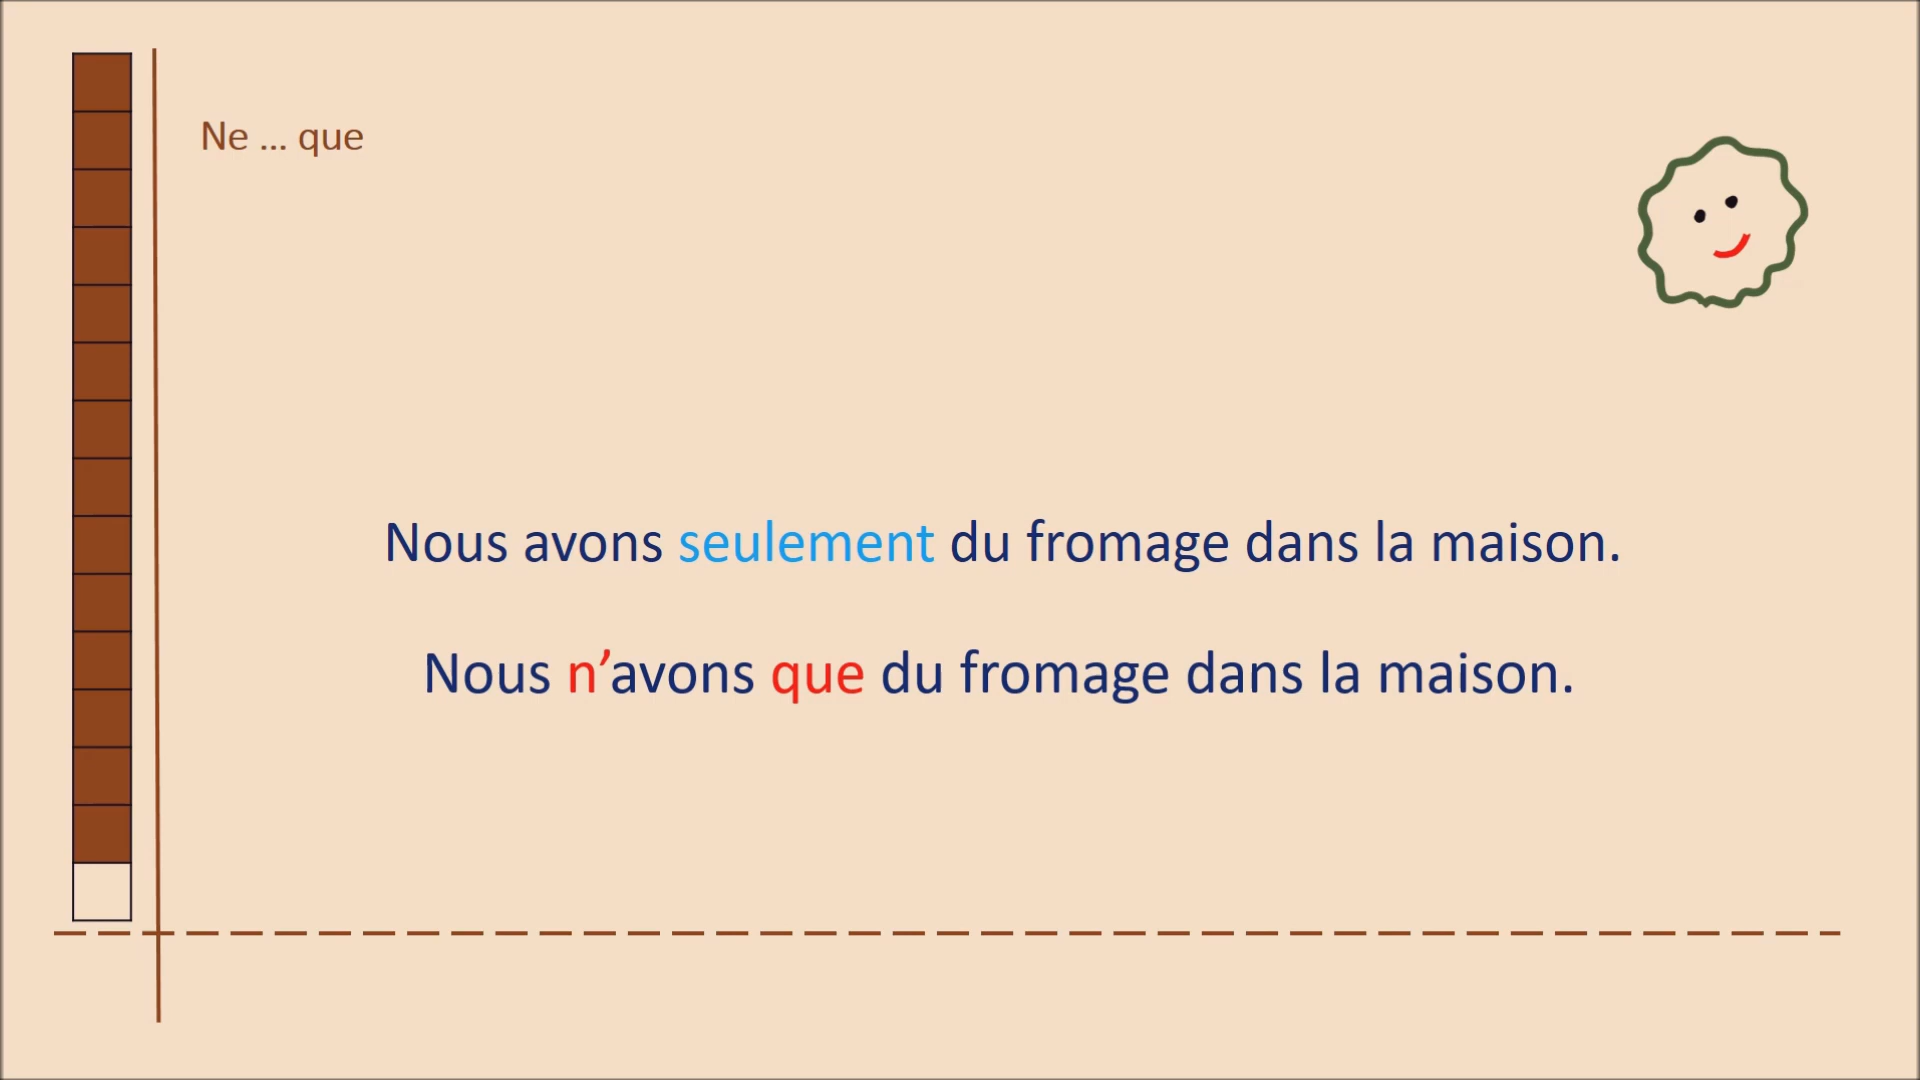 Ne ... que
Nous avons seulement du fromage dans la maison.
Nous n’avons que du fromage dans la maison.